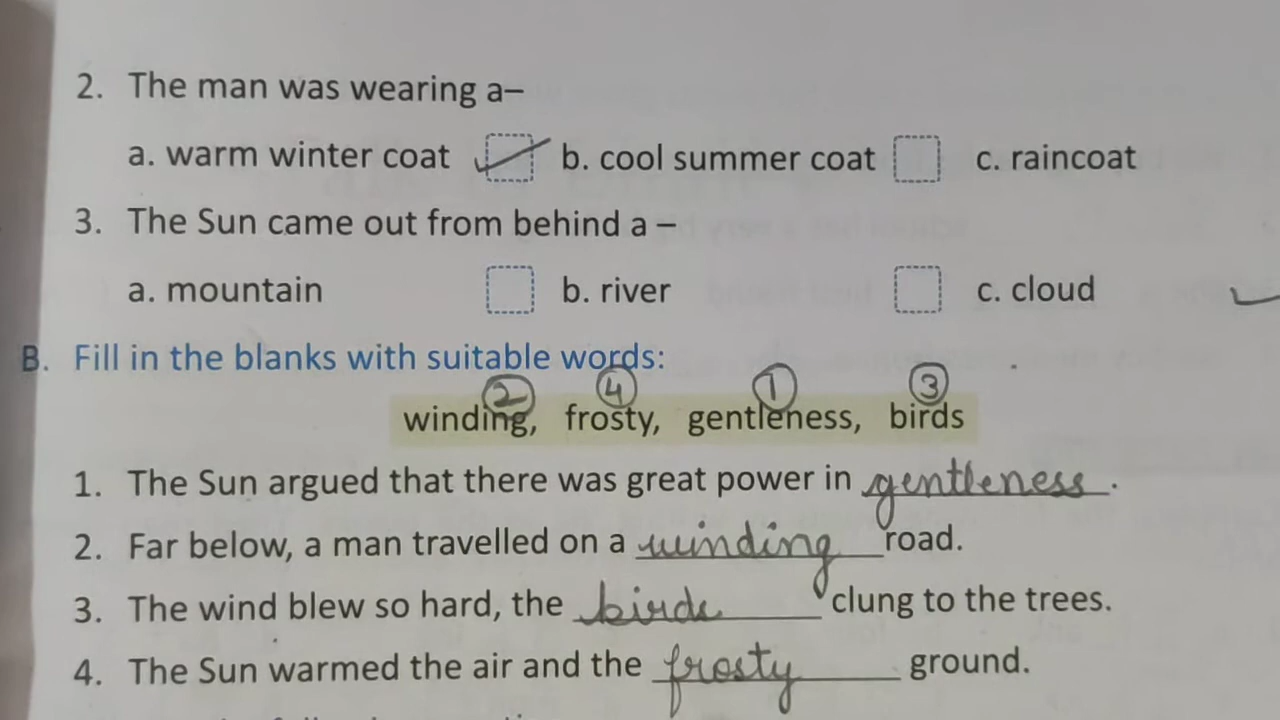 2. The man was wearing a–
a. warm winter coat b. cool summer coat c. raincoat
3. The Sun came out from behind a –
a. mountain b. river c. cloud
B. Fill in the blanks with suitable words:
2 4 1 3
winding, frosty, gentleness, birds
1. The Sun argued that there was great power in gentleness.
2. Far below, a man travelled on a winding road.
3. The wind blew so hard, the birds clung to the trees.
4. The Sun warmed the air and the frosty ground.